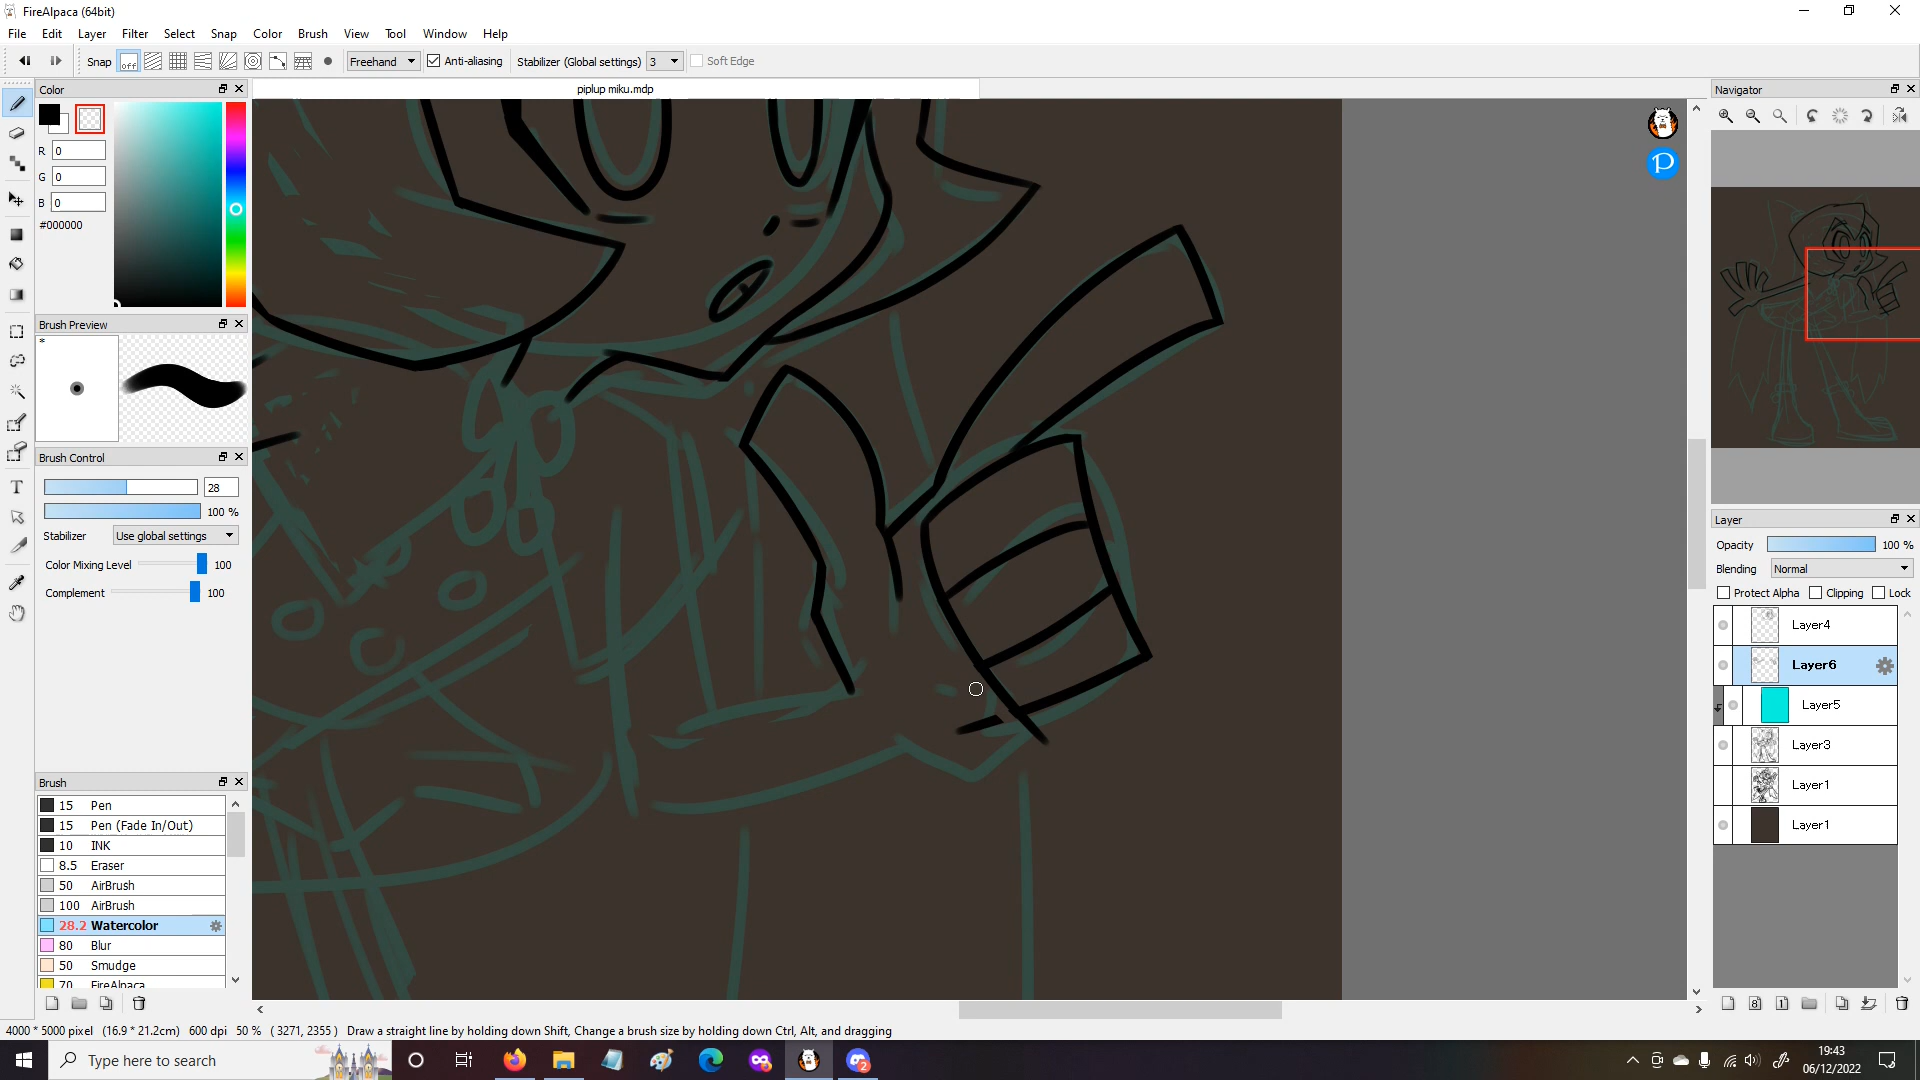 FireAlpaca (64bit)
File Edit Layer Filter Select Snap Color Brush View Tool Window Help
Snap off Freehand Anti-aliasing Stabilizer (Global settings) 3 Soft Edge
Color
piplup miku.mdp
Navigator
R 0
G 0
B 0
#000000
Brush Preview
*
Brush Control
28
100 %
Stabilizer Use global settings
Color Mixing Level 100
Complement 100
Brush
15 Pen
15 Pen (Fade In/Out)
10 INK
8.5 Eraser
50 AirBrush
100 AirBrush
28.2 Watercolor
80 Blur
50 Smudge
70 FireAlpaca
P
Layer
Opacity 100 %
Blending Normal
Protect Alpha Clipping Lock
Layer4
Layer6
Layer5
Layer3
Layer1
Layer1
8 1
T
4000 * 5000 pixel (16.9 * 21.2cm) 600 dpi 50 % ( 3271, 2355 ) Draw a straight line by holding down Shift, Change a brush size by holding down Ctrl, Alt, and dragging
Type here to search
2
19:43
06/12/2022